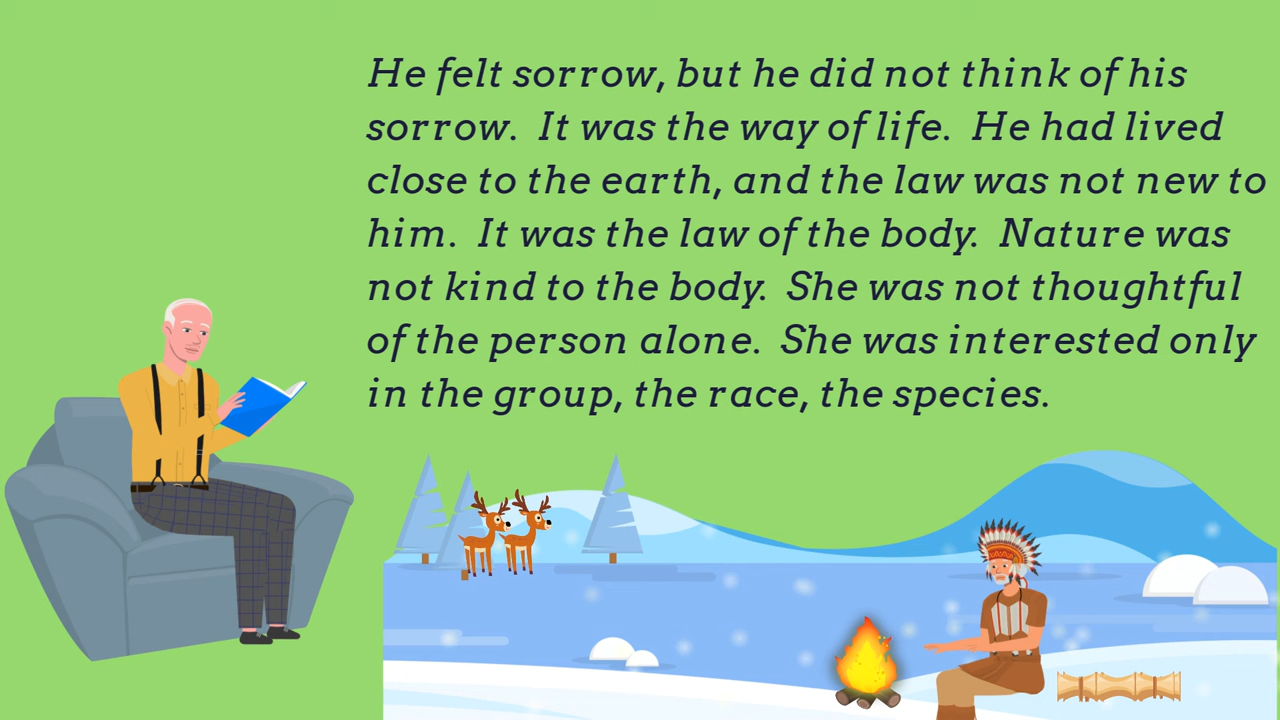 He felt sorrow, but he did not think of his
sorrow.  It was the way of life.  He had lived
close to the earth, and the law was not new to
him.  It was the law of the body.  Nature was
not kind to the body.  She was not thoughtful
of the person alone.  She was interested only
in the group, the race, the species.